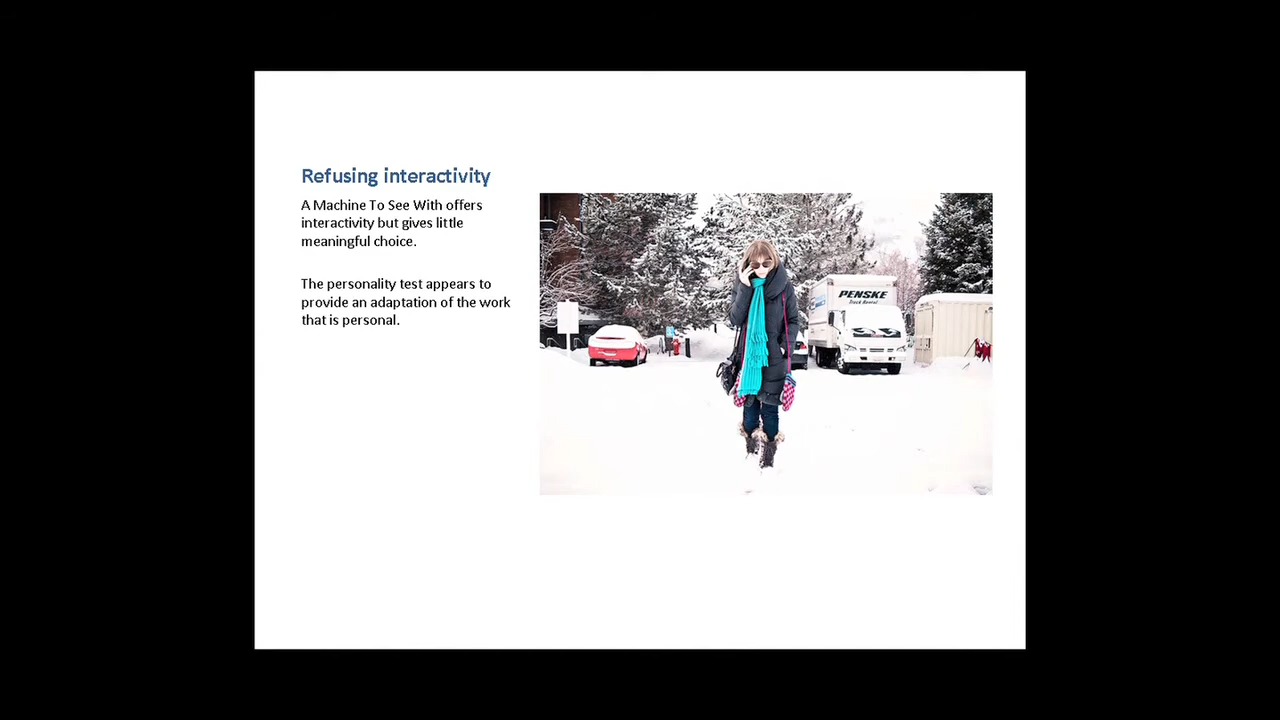 Refusing interactivity
A Machine To See With offers
interactivity but gives little
meaningful choice.
The personality test appears to
provide an adaptation of the work
that is personal.
PENSKE
Truck Rental